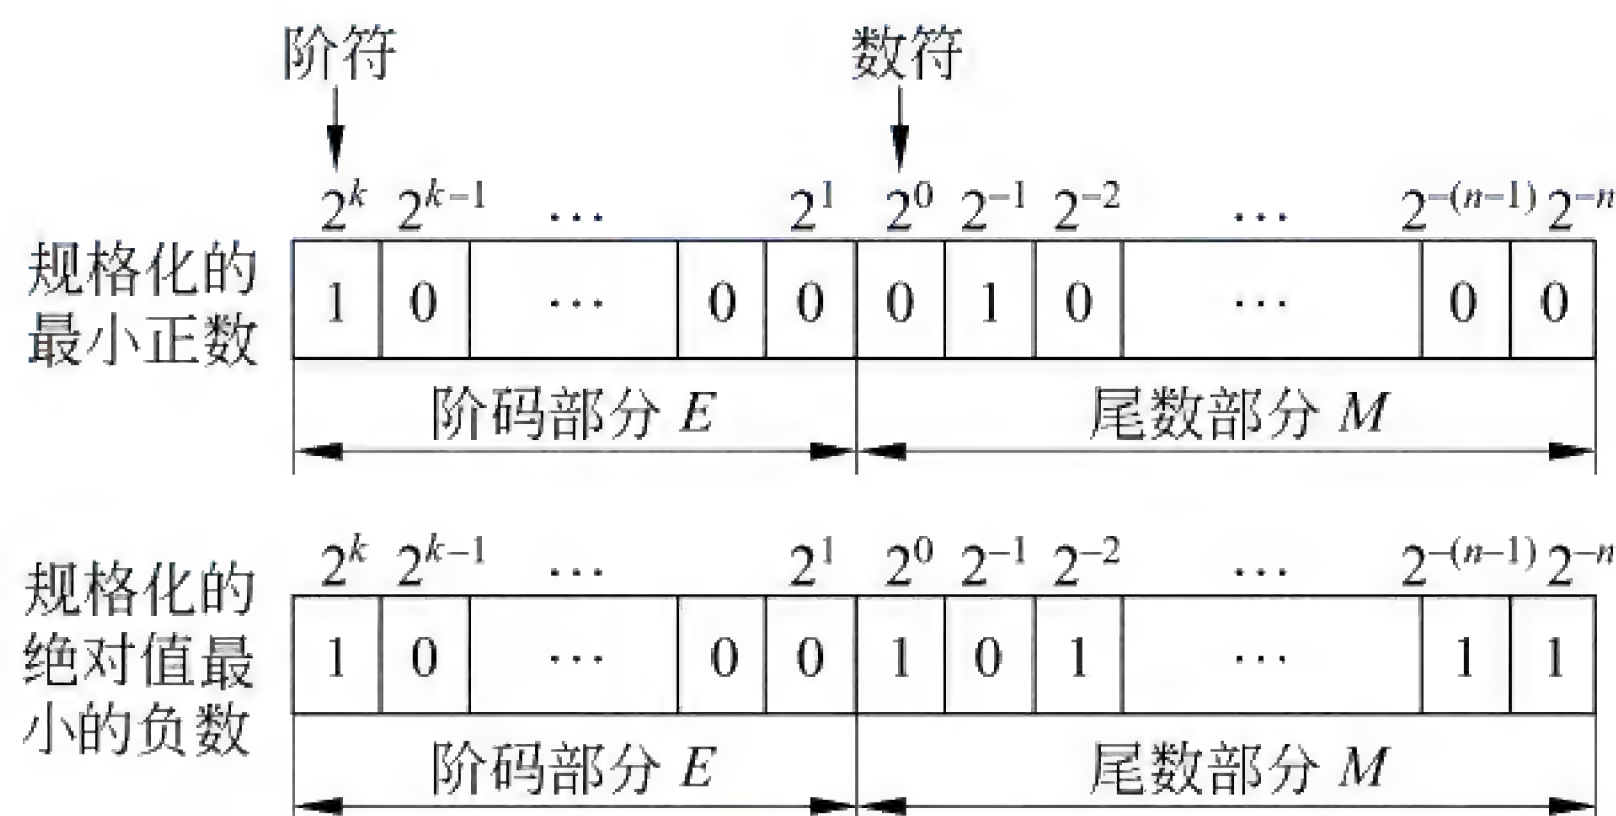 阶符 数符
2^k 2^{k-1} … 2^1 2^0 2^{-1} 2^{-2} … 2^{-(n-1)} 2^{-n}
规格化的
最小正数
1 0 … 0 0 0 1 0 … 0 0
阶码部分 E 尾数部分 M
2^k 2^{k-1} … 2^1 2^0 2^{-1} 2^{-2} … 2^{-(n-1)} 2^{-n}
规格化的
绝对值最
小的负数
1 0 … 0 0 1 0 1 … 1 1
阶码部分 E 尾数部分 M